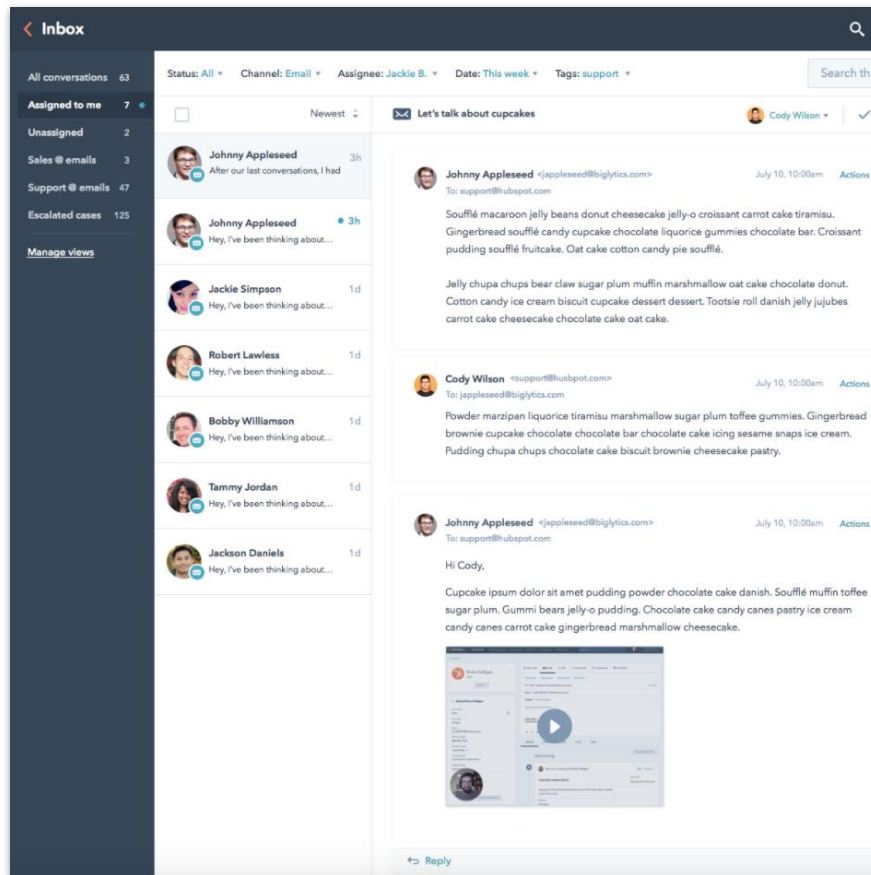 Inbox
All conversations 63
Assigned to me 7
Unassigned 2
Sales @ emails 3
Support @ emails 47
Escalated cases 125
Manage views
Status: All Channel: Email Assignee: Jackie B. Date: This week Tags: support
Search th
Newest
Johnny Appleseed 3h
After our last conversations, I had
Johnny Appleseed 3h
Hey, I've been thinking about...
Jackie Simpson 1d
Hey, I've been thinking about...
Robert Lawless 1d
Hey, I've been thinking about...
Bobby Williamson 1d
Hey, I've been thinking about...
Tammy Jordan 1d
Hey, I've been thinking about...
Jackson Daniels 1d
Hey, I've been thinking about...
Let's talk about cupcakes
Cody Wilson
Johnny Appleseed <jappleseed@biglytics.com> July 10, 10:00am Actions
To: support@hubspot.com
Soufflé macaroon jelly beans donut cheesecake jelly-o croissant carrot cake tiramisu.
Gingerbread soufflé candy cupcake chocolate liquorice gummies chocolate bar. Croissant
pudding soufflé fruitcake. Oat cake cotton candy pie soufflé.
Jelly chupa chups bear claw sugar plum muffin marshmallow oat cake chocolate donut.
Cotton candy ice cream biscuit cupcake dessert dessert. Tootsie roll danish jelly jujubes
carrot cake cheesecake chocolate cake oat cake.
Cody Wilson <support@husbpot.com> July 10, 10:00am Actions
To: jappleseed@biglytics.com
Powder marzipan liquorice tiramisu marshmallow sugar plum toffee gummies. Gingerbread
brownie cupcake chocolate chocolate bar chocolate cake icing sesame snaps ice cream.
Pudding chupa chups chocolate cake biscuit brownie cheesecake pastry.
Johnny Appleseed <jappleseed@biglytics.com> July 10, 10:00am Actions
To: support@hubspot.com
Hi Cody,
Cupcake ipsum dolor sit amet pudding powder chocolate cake danish. Soufflé muffin toffee
sugar plum. Gummi bears jelly-o pudding. Chocolate cake candy canes pastry ice cream
candy canes carrot cake gingerbread marshmallow cheesecake.
Reply